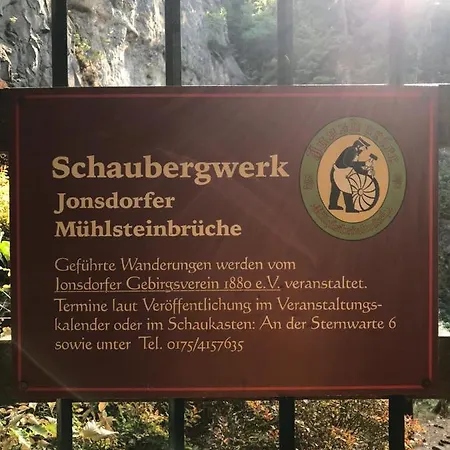 Schaubergwerk
Jonsdorfer
Mühlsteinbrüche
Geführte Wanderungen werden vom
Jonsdorfer Gebirgsverein 1880 e.V. veranstaltet.
Termine laut Veröffentlichung im Veranstaltungs-
kalender oder im Schaukasten: An der Sternwarte 6
sowie unter Tel. 0175/4157635